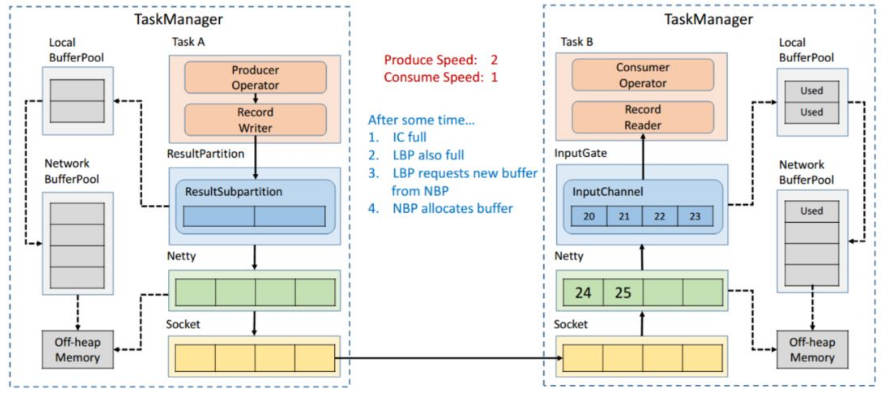 TaskManager
Local
BufferPool
Task A
Producer
Operator
Record
Writer
ResultPartition
ResultSubpartition
Network
BufferPool
Netty
Socket
Off-heap
Memory
Produce Speed: 2
Consume Speed: 1
After some time...
1. IC full
2. LBP also full
3. LBP requests new buffer
from NBP
4. NBP allocates buffer
TaskManager
Task B
Consumer
Operator
Record
Reader
InputGate
InputChannel
20 21 22 23
Netty
24 25
Socket
Local
BufferPool
Used
Used
Network
BufferPool
Used
Off-heap
Memory